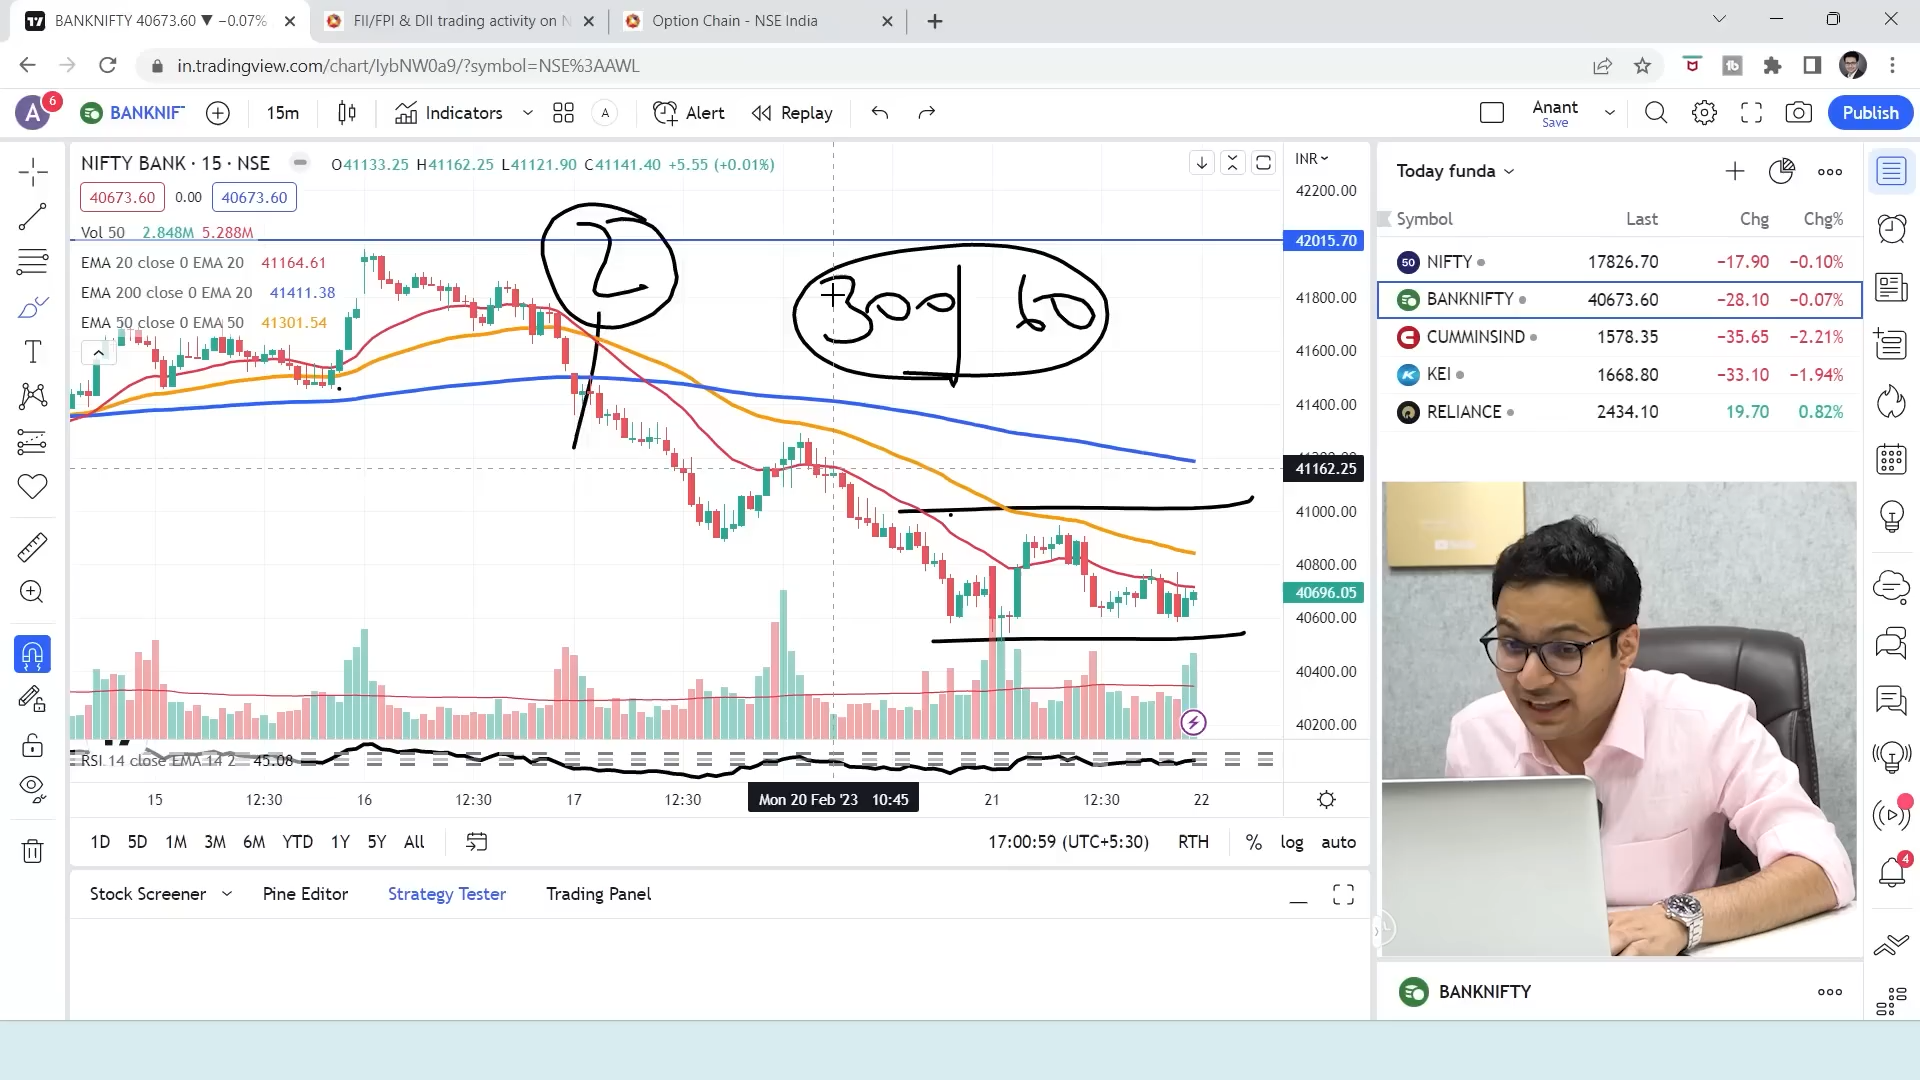 BANKNIFTY 40673.60 ▼ −0.07%
FII/FPI & DII trading activity on N
Option Chain - NSE India
in.tradingview.com/chart/IybNW0a9/?symbol=NSE%3AAWL
A 6 BANKNIF 15m Indicators A Alert Replay
Anant
Save
Publish
NIFTY BANK · 15 · NSE O41133.25 H41162.25 L41121.90 C41141.40 +5.55 (+0.01%)
40673.60 0.00 40673.60
Vol 50 2.848M 5.288M
EMA 20 close 0 EMA 20 41164.61
EMA 200 close 0 EMA 20 41411.38
EMA 50 close 0 EMA 50 41301.54
2
300 | 60
INR
42200.00
42015.70
41800.00
41600.00
41400.00
41162.25
41000.00
40800.00
40696.05
40600.00
40400.00
40200.00
RSI 14 close EMA 14 2 45.08
15 12:30 16 12:30 17 12:30 Mon 20 Feb '23 10:45 21 12:30 22
1D 5D 1M 3M 6M YTD 1Y 5Y All 17:00:59 (UTC+5:30) RTH % log auto
Stock Screener Pine Editor Strategy Tester Trading Panel
Today funda
Symbol Last Chg Chg%
50 NIFTY 17826.70 −17.90 −0.10%
BANKNIFTY 40673.60 −28.10 −0.07%
CUMMINSIND 1578.35 −35.65 −2.21%
KEI 1668.80 −33.10 −1.94%
RELIANCE 2434.10 19.70 0.82%
4
BANKNIFTY